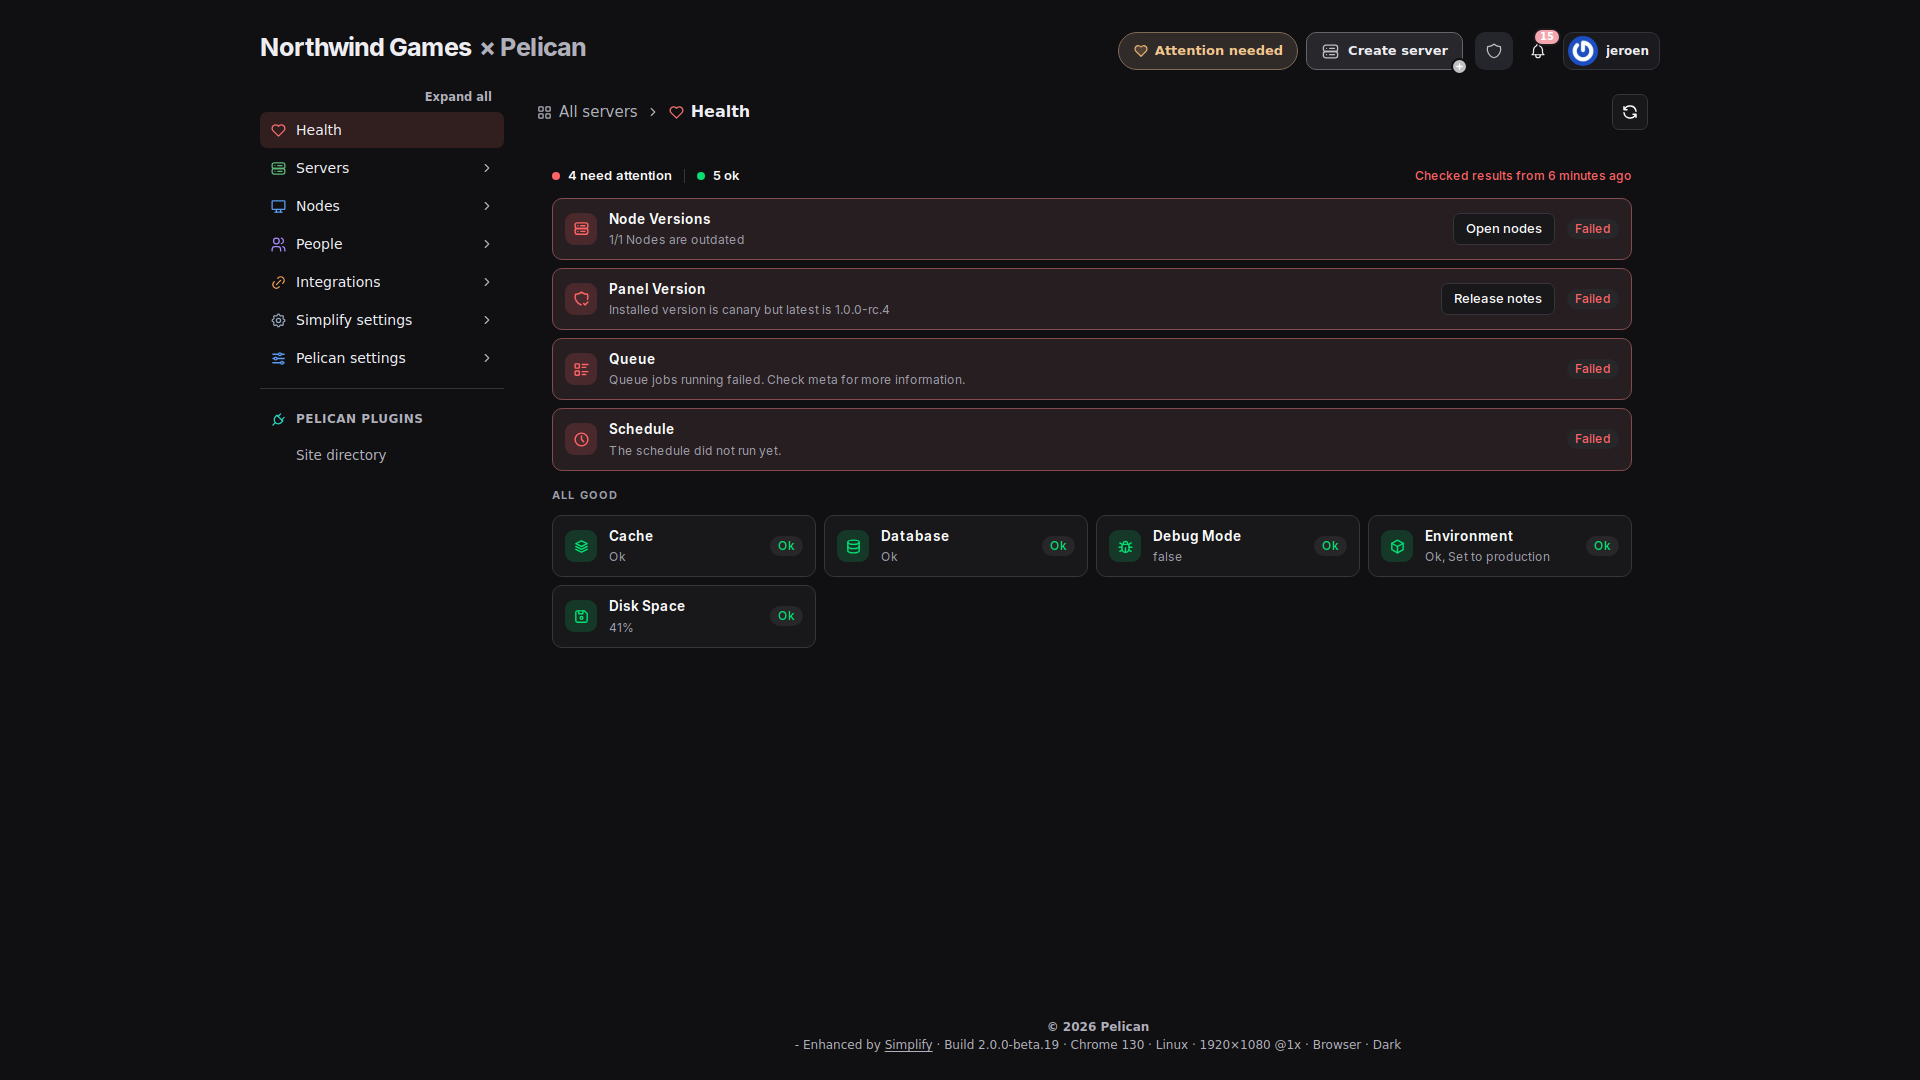 Northwind Games × Pelican
Attention needed
Create server
15
jeroen
Expand all
Health
Servers
Nodes
People
Integrations
Simplify settings
Pelican settings
PELICAN PLUGINS
Site directory
All servers > Health
4 need attention
5 ok
Checked results from 6 minutes ago
Node Versions
1/1 Nodes are outdated
Open nodes
Failed
Panel Version
Installed version is canary but latest is 1.0.0-rc.4
Release notes
Failed
Queue
Queue jobs running failed. Check meta for more information.
Failed
Schedule
The schedule did not run yet.
Failed
ALL GOOD
Cache
Ok
Ok
Database
Ok
Ok
Debug Mode
false
Ok
Environment
Ok, Set to production
Ok
Disk Space
41%
Ok
© 2026 Pelican
- Enhanced by Simplify · Build 2.0.0-beta.19 · Chrome 130 · Linux · 1920×1080 @1x · Browser · Dark